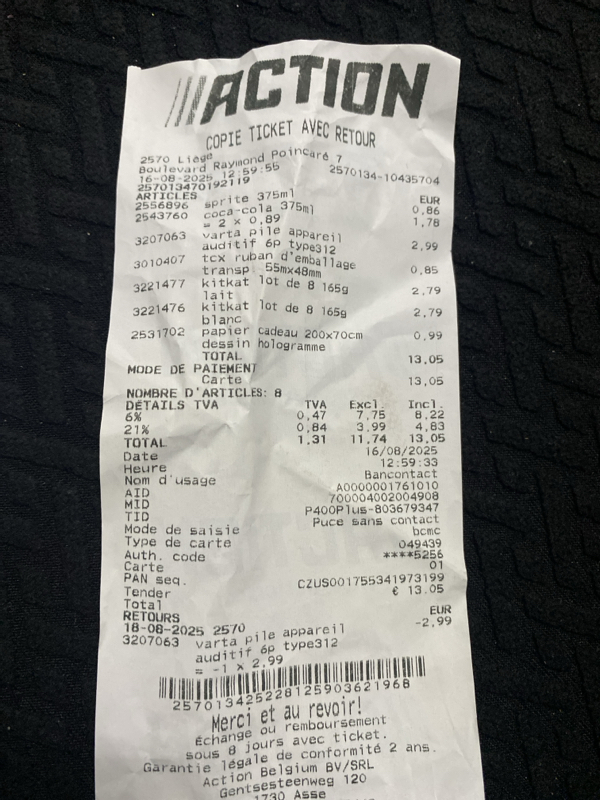 ACTION
COPIE TICKET AVEC RETOUR
2570 Liège
Boulevard Raymond Poincaré 7
16-08-2025 12:59:55 2570134-10435704
257013470192119
ARTICLES EUR
2556896 sprite 375ml 0,86
2543760 coca-cola 375ml 1,78
= 2 x 0,89
3207063 varta pile appareil
auditif 6p type312 2,99
3010407 tcx ruban d'emballage
transp. 55mx48mm 0,85
3221477 kitkat lot de 8 165g
lait 2,79
3221476 kitkat lot de 8 165g
blanc 2,79
2531702 papier cadeau 200x70cm
dessin hologramme 0,99
TOTAL 13,05
MODE DE PAIEMENT
Carte 13,05
NOMBRE D'ARTICLES: 8
DÉTAILS TVA TVA Excl. Incl.
6% 0,47 7,75 8,22
21% 0,84 3,99 4,83
TOTAL 1,31 11,74 13,05
Date 16/08/2025
Heure 12:59:33
Nom d'usage Bancontact
AID A0000001761010
MID 700004002004908
TID P400Plus-803679347
Mode de saisie Puce sans contact
Type de carte bcmc
Auth. code 049439
Carte ****5256
PAN seq. 01
Tender CZUS001755341973199
Total € 13.05
RETOURS EUR
18-08-2025 2570
3207063 varta pile appareil -2,99
auditif 6p type312
= -1 x 2,99
2570134252281259036219​68
Merci et au revoir!
Échange ou remboursement
sous 8 jours avec ticket.
Garantie légale de conformité 2 ans.
Action Belgium BV/SRL
Gentsesteenweg 120
1730 Asse